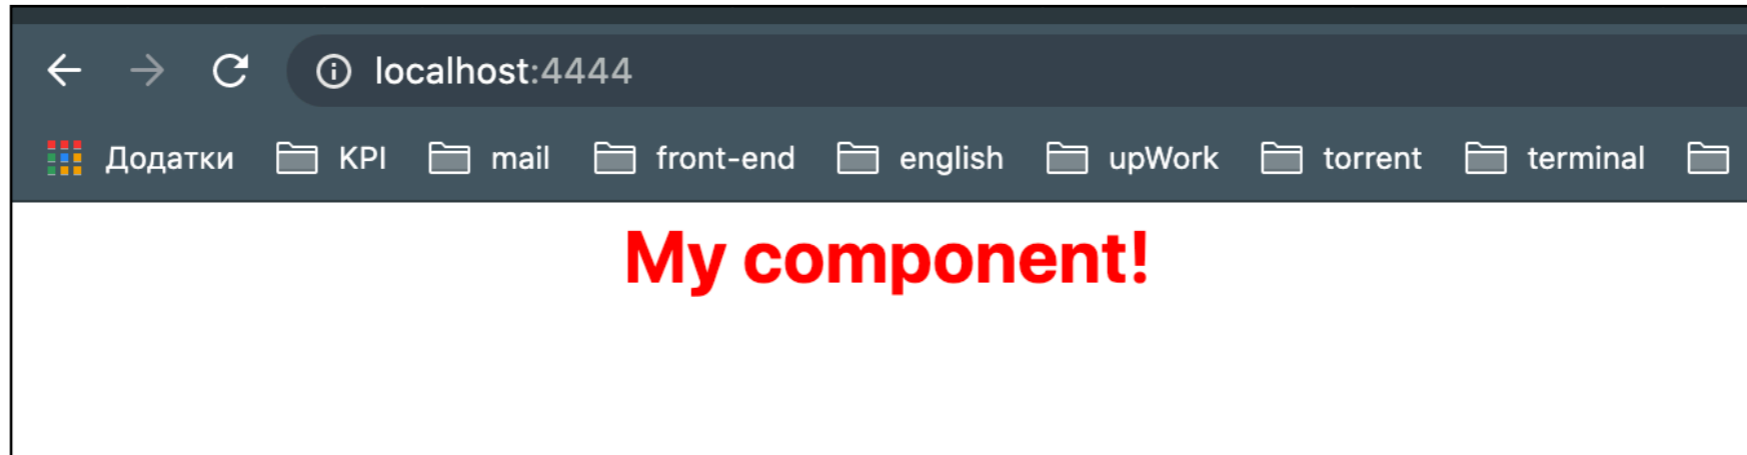 localhost:4444
Додатки KPI mail front-end english upWork torrent terminal
My component!